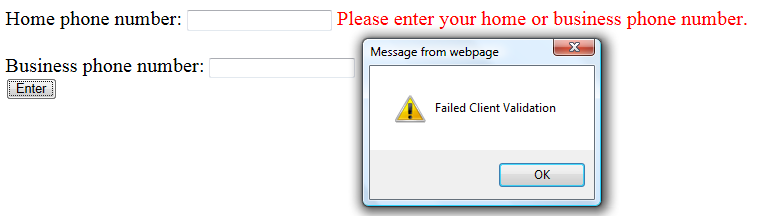 Home phone number: Please enter your home or business phone number.
Message from webpage
Business phone number:
Enter
Failed Client Validation
OK